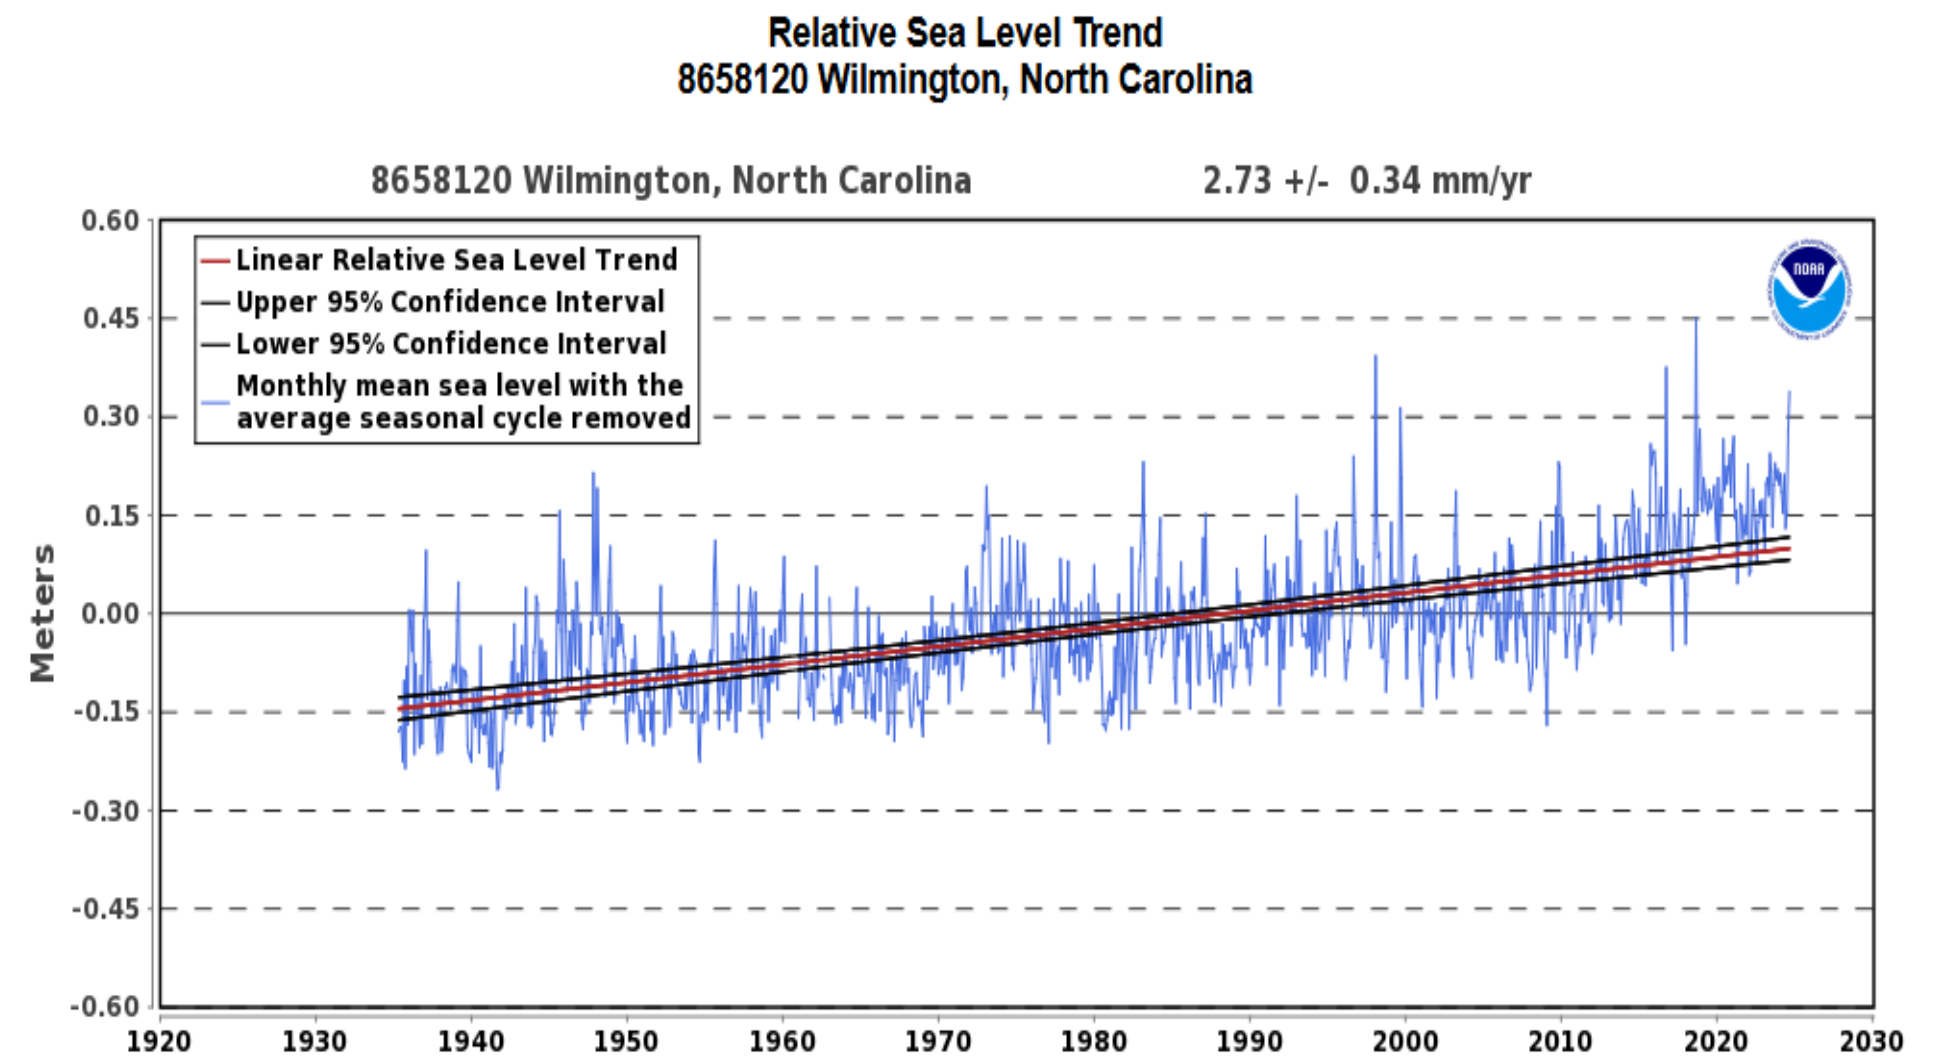 Relative Sea Level Trend
8658120 Wilmington, North Carolina
8658120 Wilmington, North Carolina 2.73 +/- 0.34 mm/yr
Linear Relative Sea Level Trend
Upper 95% Confidence Interval
Lower 95% Confidence Interval
Monthly mean sea level with the
average seasonal cycle removed
NOAA
Meters
0.60
0.45
0.30
0.15
0.00
-0.15
-0.30
-0.45
-0.60
1920 1930 1940 1950 1960 1970 1980 1990 2000 2010 2020 2030